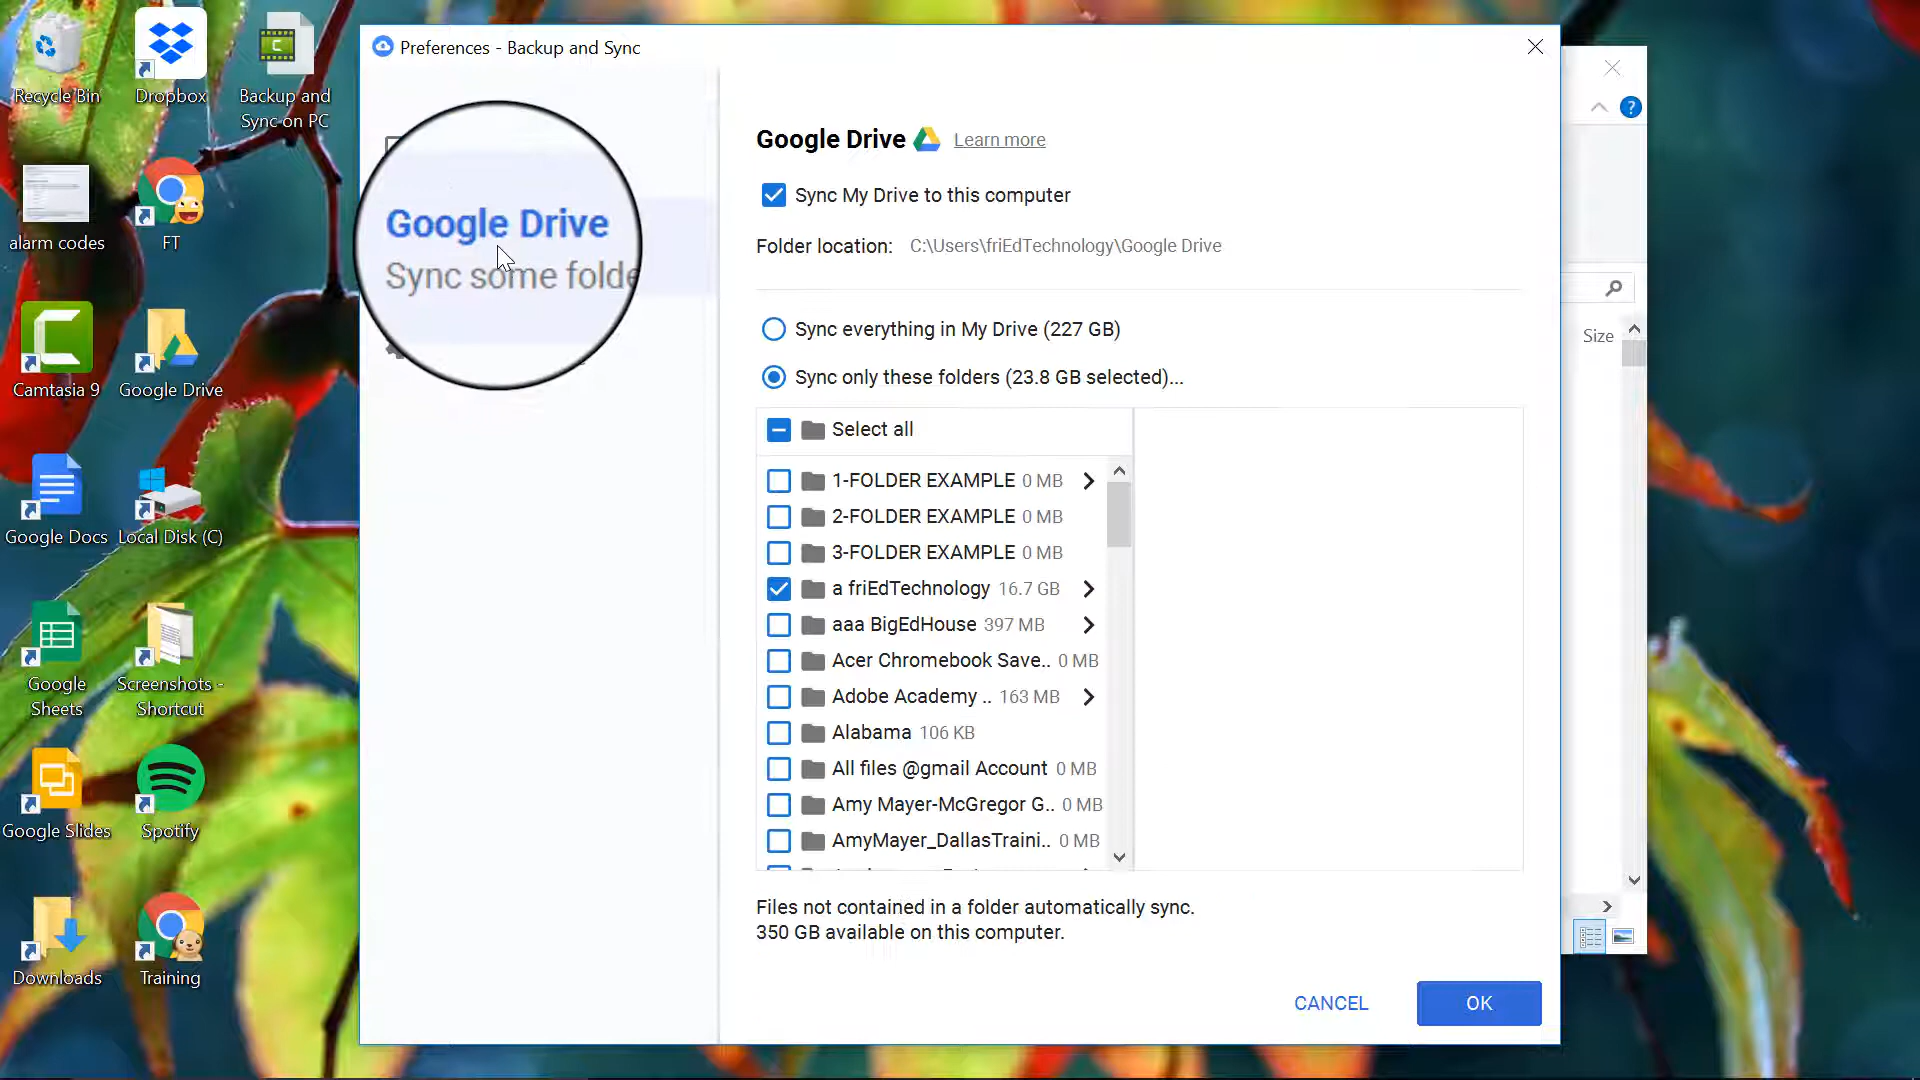 Recycle Bin
Dropbox
Backup and
Sync on PC
alarm codes
FT
Camtasia 9
Google Drive
Google Docs
Local Disk (C)
Google
Sheets
Screenshots -
Shortcut
Google Slides
Spotify
Downloads
Training
Preferences - Backup and Sync
Google Drive
Sync some folde
Google Drive
Learn more
Sync My Drive to this computer
Folder location: C:\Users\friEdTechnology\Google Drive
Sync everything in My Drive (227 GB)
Sync only these folders (23.8 GB selected)...
Select all
1-FOLDER EXAMPLE 0 MB
2-FOLDER EXAMPLE 0 MB
3-FOLDER EXAMPLE 0 MB
a friEdTechnology 16.7 GB
aaa BigEdHouse 397 MB
Acer Chromebook Save.. 0 MB
Adobe Academy .. 163 MB
Alabama 106 KB
All files @gmail Account 0 MB
Amy Mayer-McGregor G.. 0 MB
AmyMayer_DallasTraini.. 0 MB
Files not contained in a folder automatically sync.
350 GB available on this computer.
CANCEL
OK
?
Size